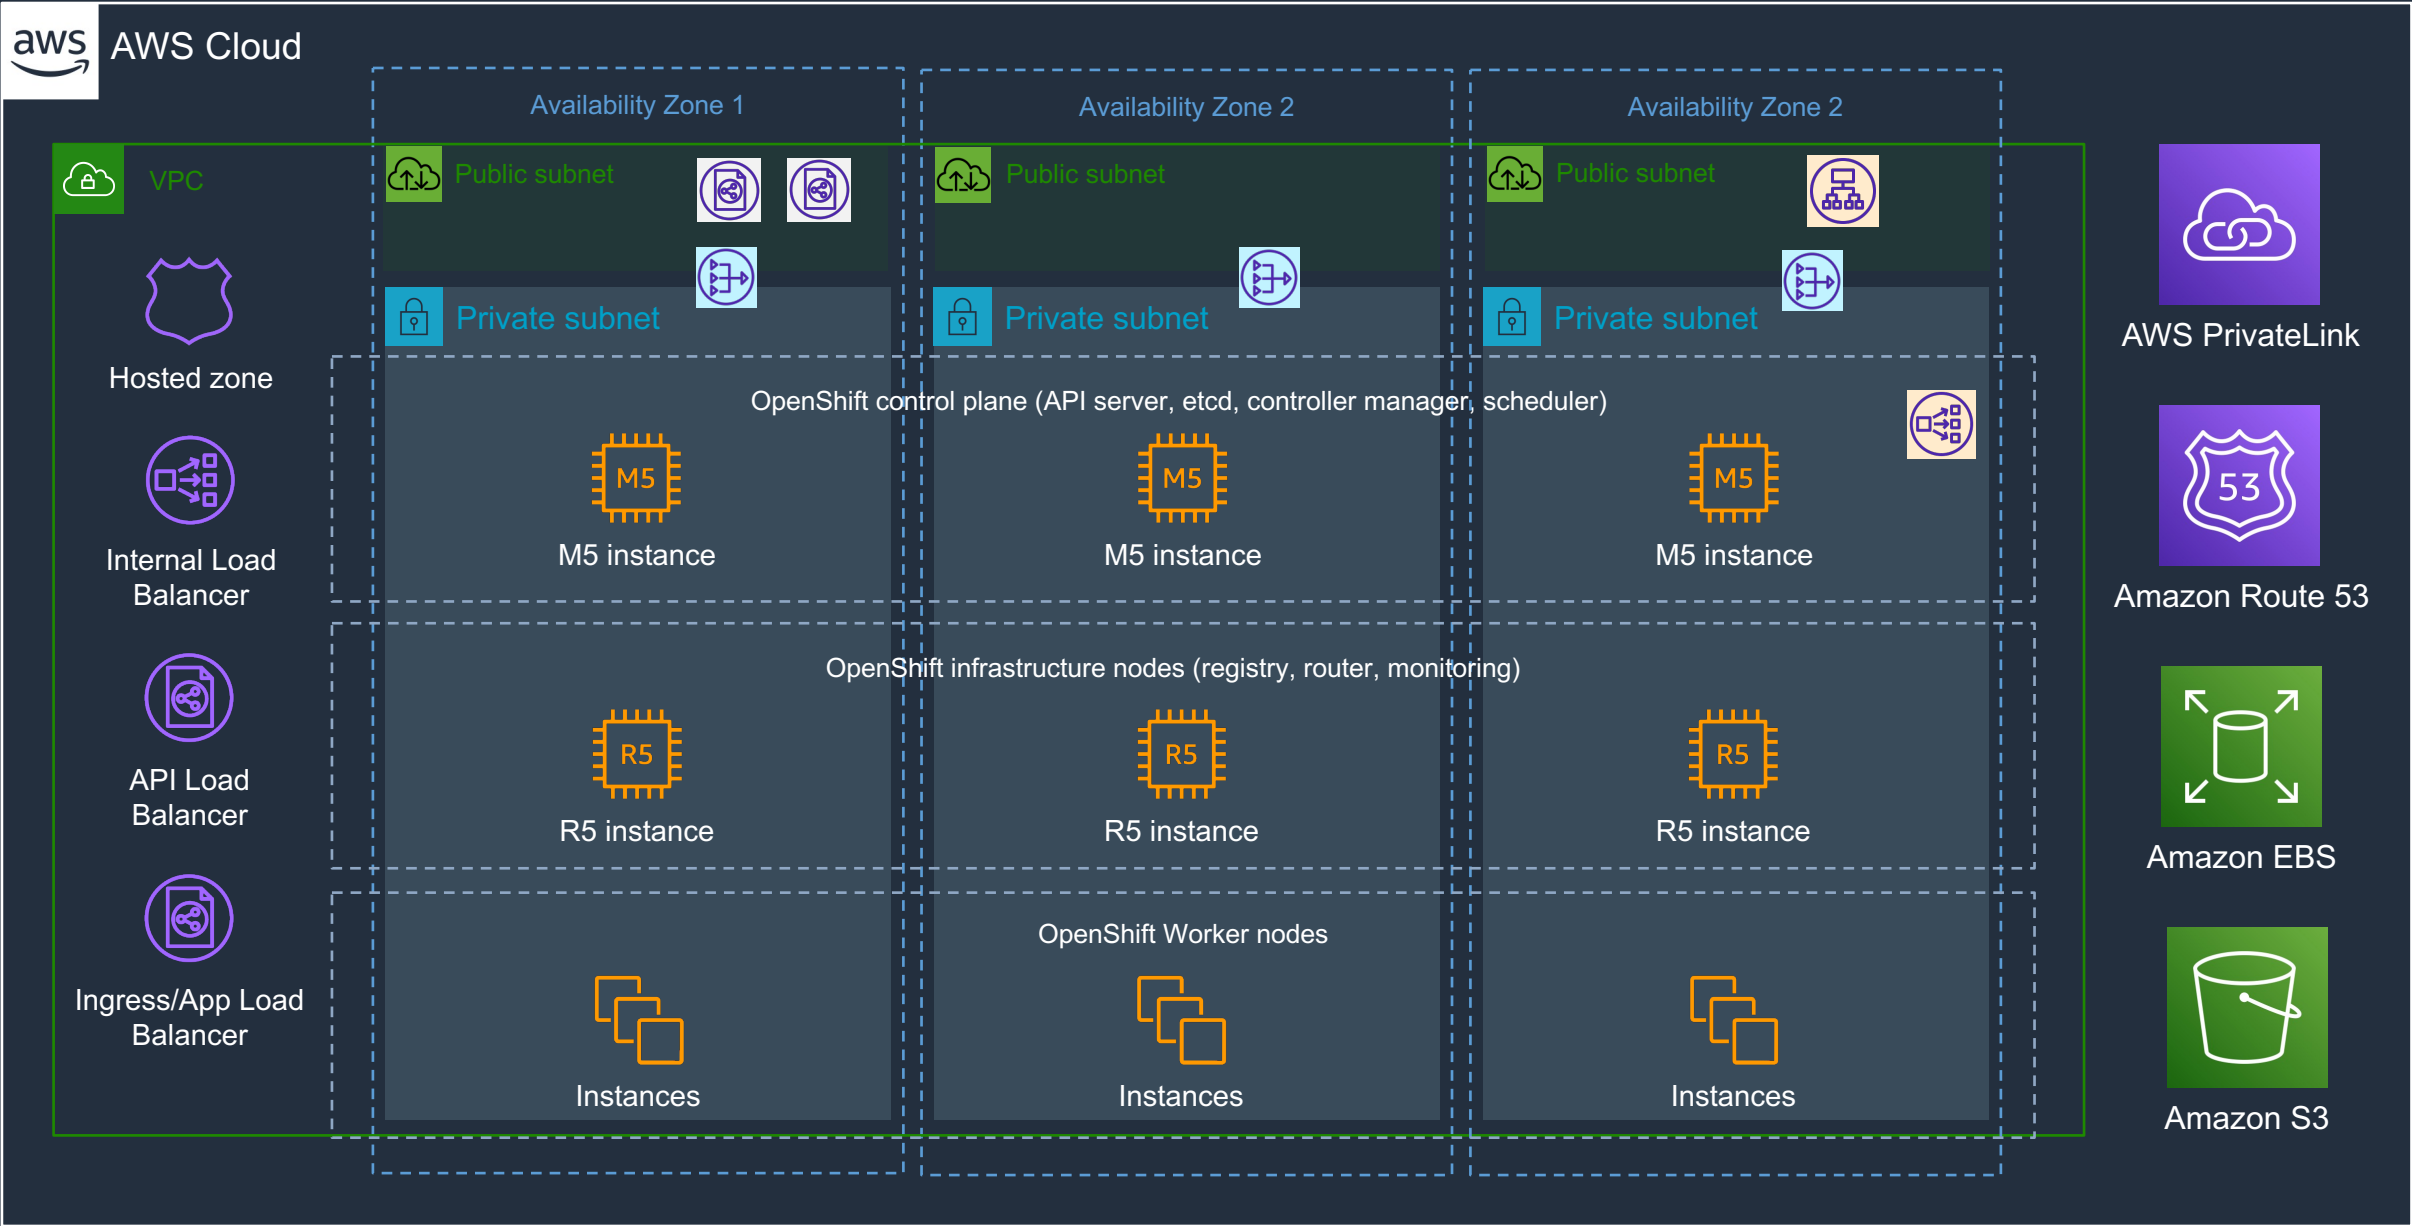 aws
AWS Cloud
Availability Zone 1
Availability Zone 2
Availability Zone 2
VPC
Public subnet
Public subnet
Public subnet
Private subnet
Private subnet
Private subnet
Hosted zone
Internal Load
Balancer
API Load
Balancer
Ingress/App Load
Balancer
OpenShift control plane (API server, etcd, controller manager, scheduler)
M5
M5
M5
M5 instance
M5 instance
M5 instance
OpenShift infrastructure nodes (registry, router, monitoring)
R5
R5
R5
R5 instance
R5 instance
R5 instance
OpenShift Worker nodes
Instances
Instances
Instances
AWS PrivateLink
53
Amazon Route 53
Amazon EBS
Amazon S3